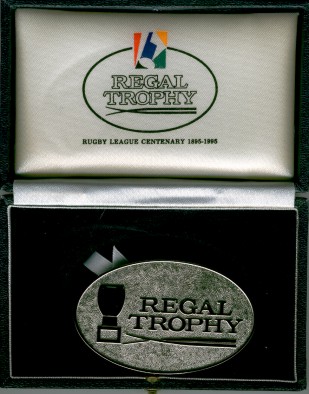 REGAL
TROPHY
RUGBY LEAGUE CENTENARY 1895-1995
REGAL
TROPHY